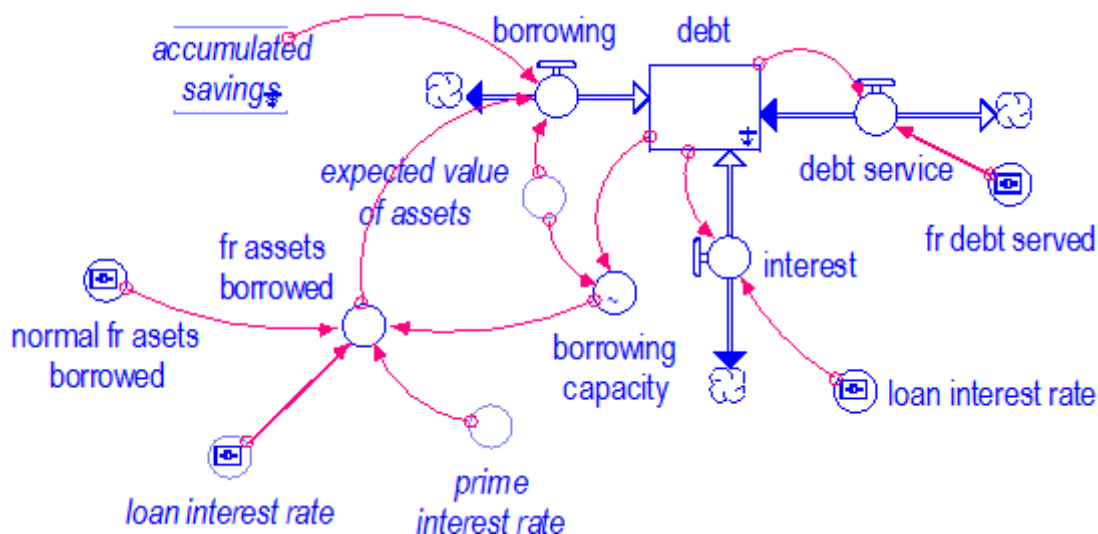 borrowing
debt
accumulated
savings
expected value
of assets
debt service
fr debt served
fr assets
borrowed
interest
normal fr asets
borrowed
borrowing
capacity
loan interest rate
prime
interest rate
loan interest rate